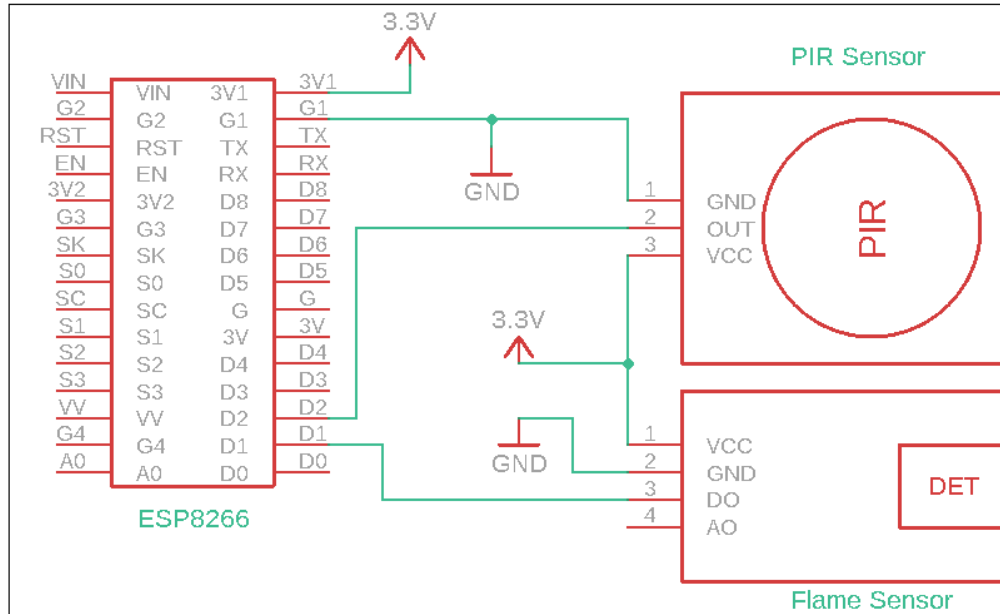 3.3V
PIR Sensor
VIN VIN 3V1 3V1
G2 G2 G1 G1
RST RST TX TX
EN EN RX RX
3V2 3V2 D8 D8
G3 G3 D7 D7
SK SK D6 D6
S0 S0 D5 D5
SC SC G G
S1 S1 3V 3V
S2 S2 D4 D4
S3 S3 D3 D3
VV VV D2 D2
G4 G4 D1 D1
A0 A0 D0 D0
ESP8266
GND
1 GND
2 OUT
3 VCC
PIR
3.3V
GND
1 VCC
2 GND
3 DO
4 AO
DET
Flame Sensor